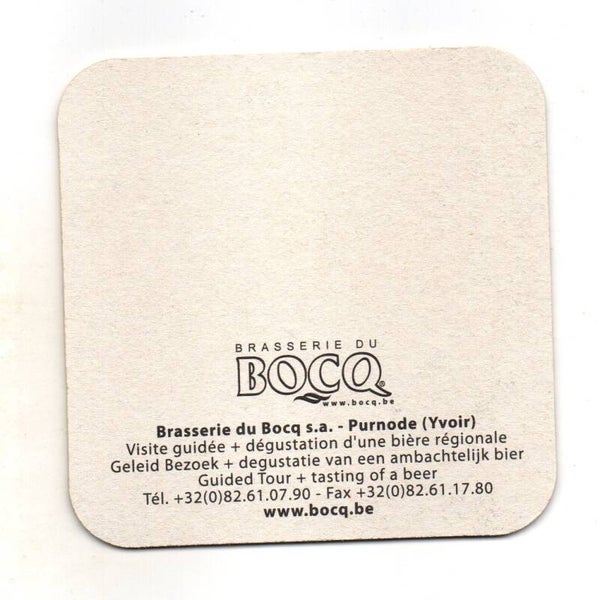 BRASSERIE DU
BOCQ®
www.bocq.be
Brasserie du Bocq s.a. - Purnode (Yvoir)
Visite guidée + dégustation d'une bière régionale
Geleid Bezoek + degustatie van een ambachtelijk bier
Guided Tour + tasting of a beer
Tél. +32(0)82.61.07.90 - Fax +32(0)82.61.17.80
www.bocq.be